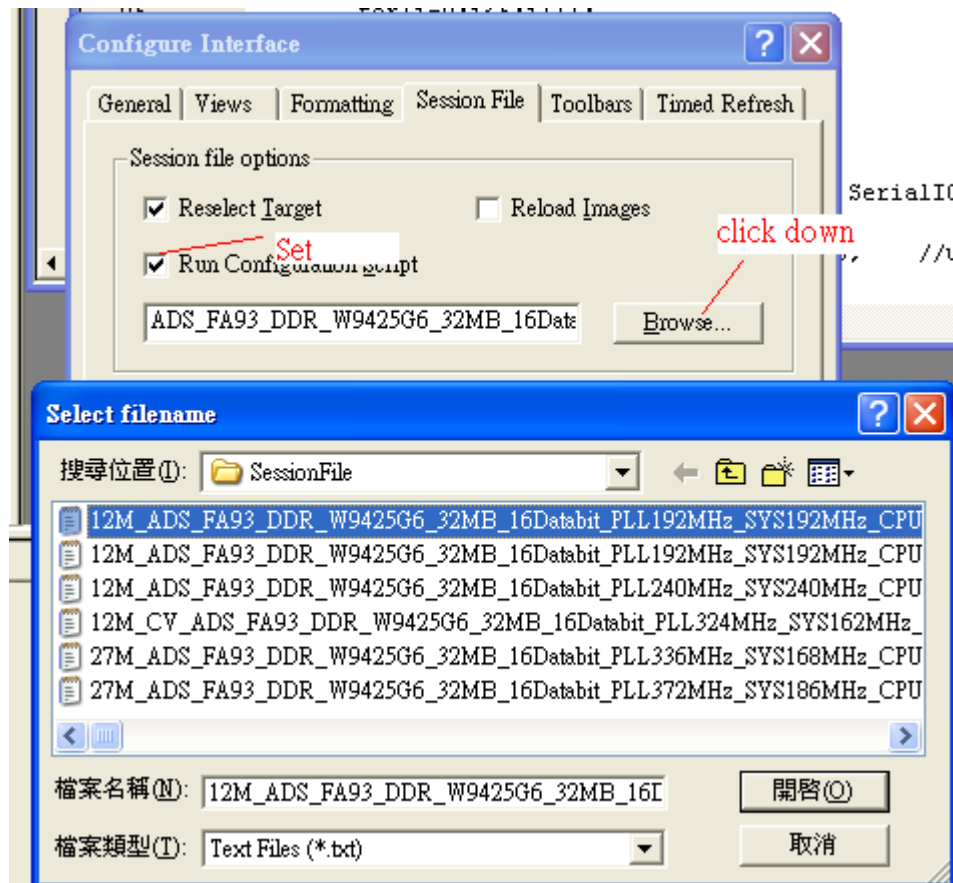 Configure Interface
General Views Formatting Session File Toolbars Timed Refresh
Session file options
Reselect Target Reload Images
SerialIO
click down
Set
Run Configuration Script
//
ADS_FA93_DDR_W9425G6_32MB_16Data Browse...
Select filename
搜尋位置(I): SessionFile
12M_ADS_FA93_DDR_W9425G6_32MB_16Databit_PLL192MHz_SYS192MHz_CPU
12M_ADS_FA93_DDR_W9425G6_32MB_16Databit_PLL192MHz_SYS192MHz_CPU
12M_ADS_FA93_DDR_W9425G6_32MB_16Databit_PLL240MHz_SYS240MHz_CPU
12M_CV_ADS_FA93_DDR_W9425G6_32MB_16Databit_PLL324MHz_SYS162MHz_
27M_ADS_FA93_DDR_W9425G6_32MB_16Databit_PLL336MHz_SYS168MHz_CPU
27M_ADS_FA93_DDR_W9425G6_32MB_16Databit_PLL372MHz_SYS186MHz_CPU
檔案名稱(N): 12M_ADS_FA93_DDR_W9425G6_32MB_16D 開啓(O)
檔案類型(T): Text Files (*.txt) 取消